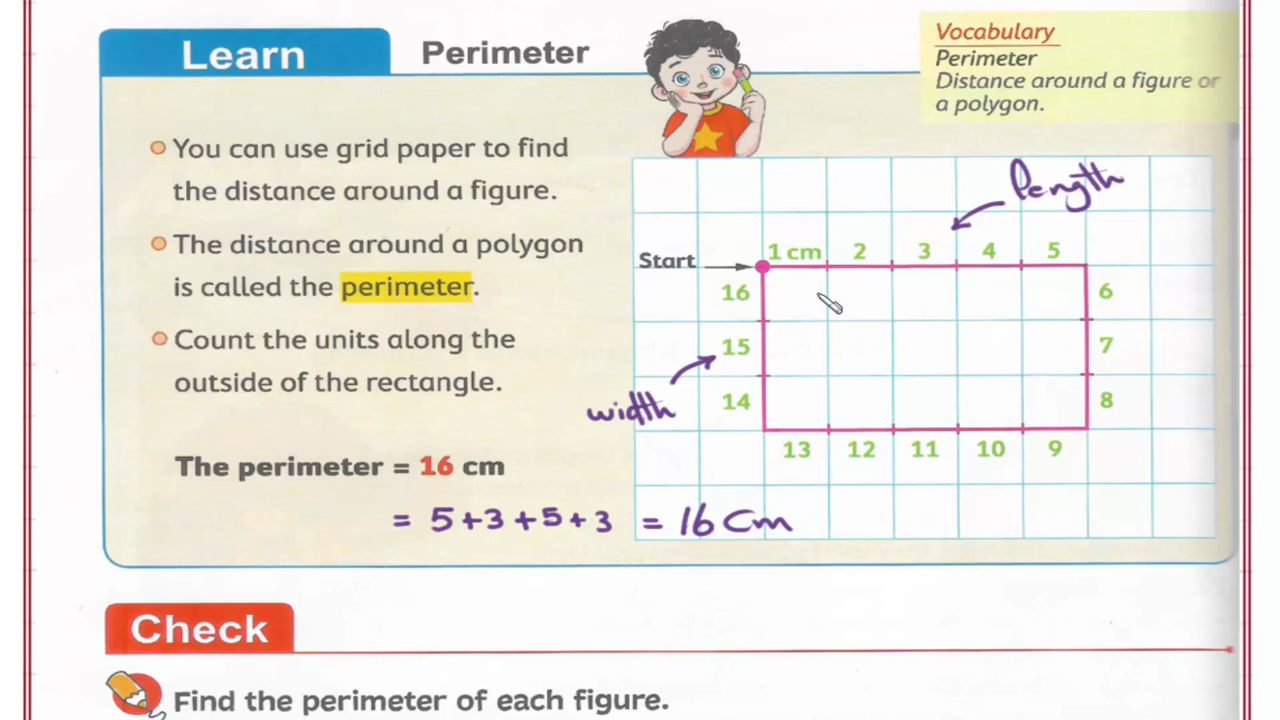 Learn
Perimeter
Vocabulary
Perimeter
Distance around a figure or
a polygon.
You can use grid paper to find
the distance around a figure.
The distance around a polygon
is called the perimeter.
Count the units along the
outside of the rectangle.
The perimeter = 16 cm
= 5+3+5+3 = 16 Cm
length
Start
1 cm 2 3 4 5
16 6
15 7
width
14 8
13 12 11 10 9
Check
Find the perimeter of each figure.